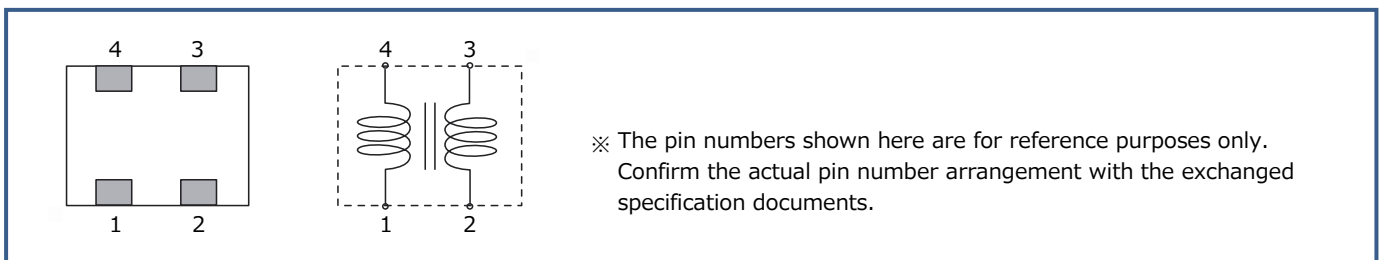 4 3
4 3
※ The pin numbers shown here are for reference purposes only.
Confirm the actual pin number arrangement with the exchanged
specification documents.
1 2
1 2